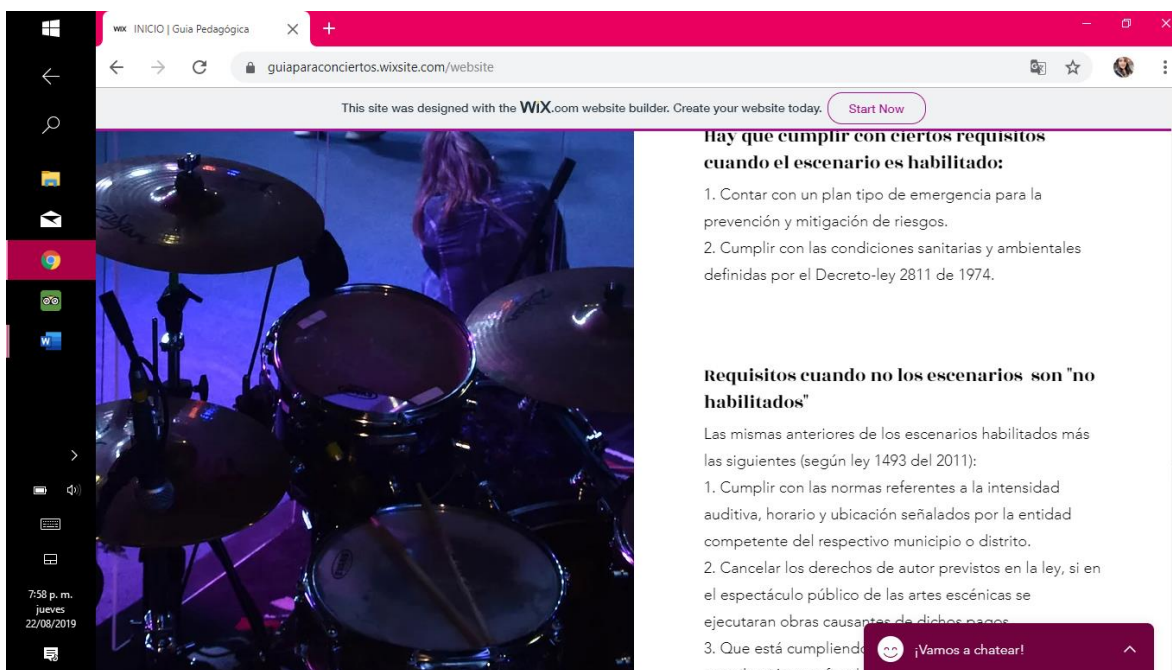 WiX INICIO | Guia Pedagógica
guiaparaconciertos.wixsite.com/website
This site was designed with the WiX.com website builder. Create your website today. Start Now
Hay que cumplir con ciertos requisitos
cuando el escenario es habilitado:
1. Contar con un plan tipo de emergencia para la
prevención y mitigación de riesgos.
2. Cumplir con las condiciones sanitarias y ambientales
definidas por el Decreto-ley 2811 de 1974.
Requisitos cuando no los escenarios son "no
habilitados"
Las mismas anteriores de los escenarios habilitados más
las siguientes (según ley 1493 del 2011):
1. Cumplir con las normas referentes a la intensidad
auditiva, horario y ubicación señalados por la entidad
competente del respectivo municipio o distrito.
2. Cancelar los derechos de autor previstos en la ley, si en
el espectáculo público de las artes escénicas se
ejecutaran obras causantes de dichos pagos
3. Que está cumpliendo
¡Vamos a chatear!
7:58 p. m.
jueves
22/08/2019
Zildjian